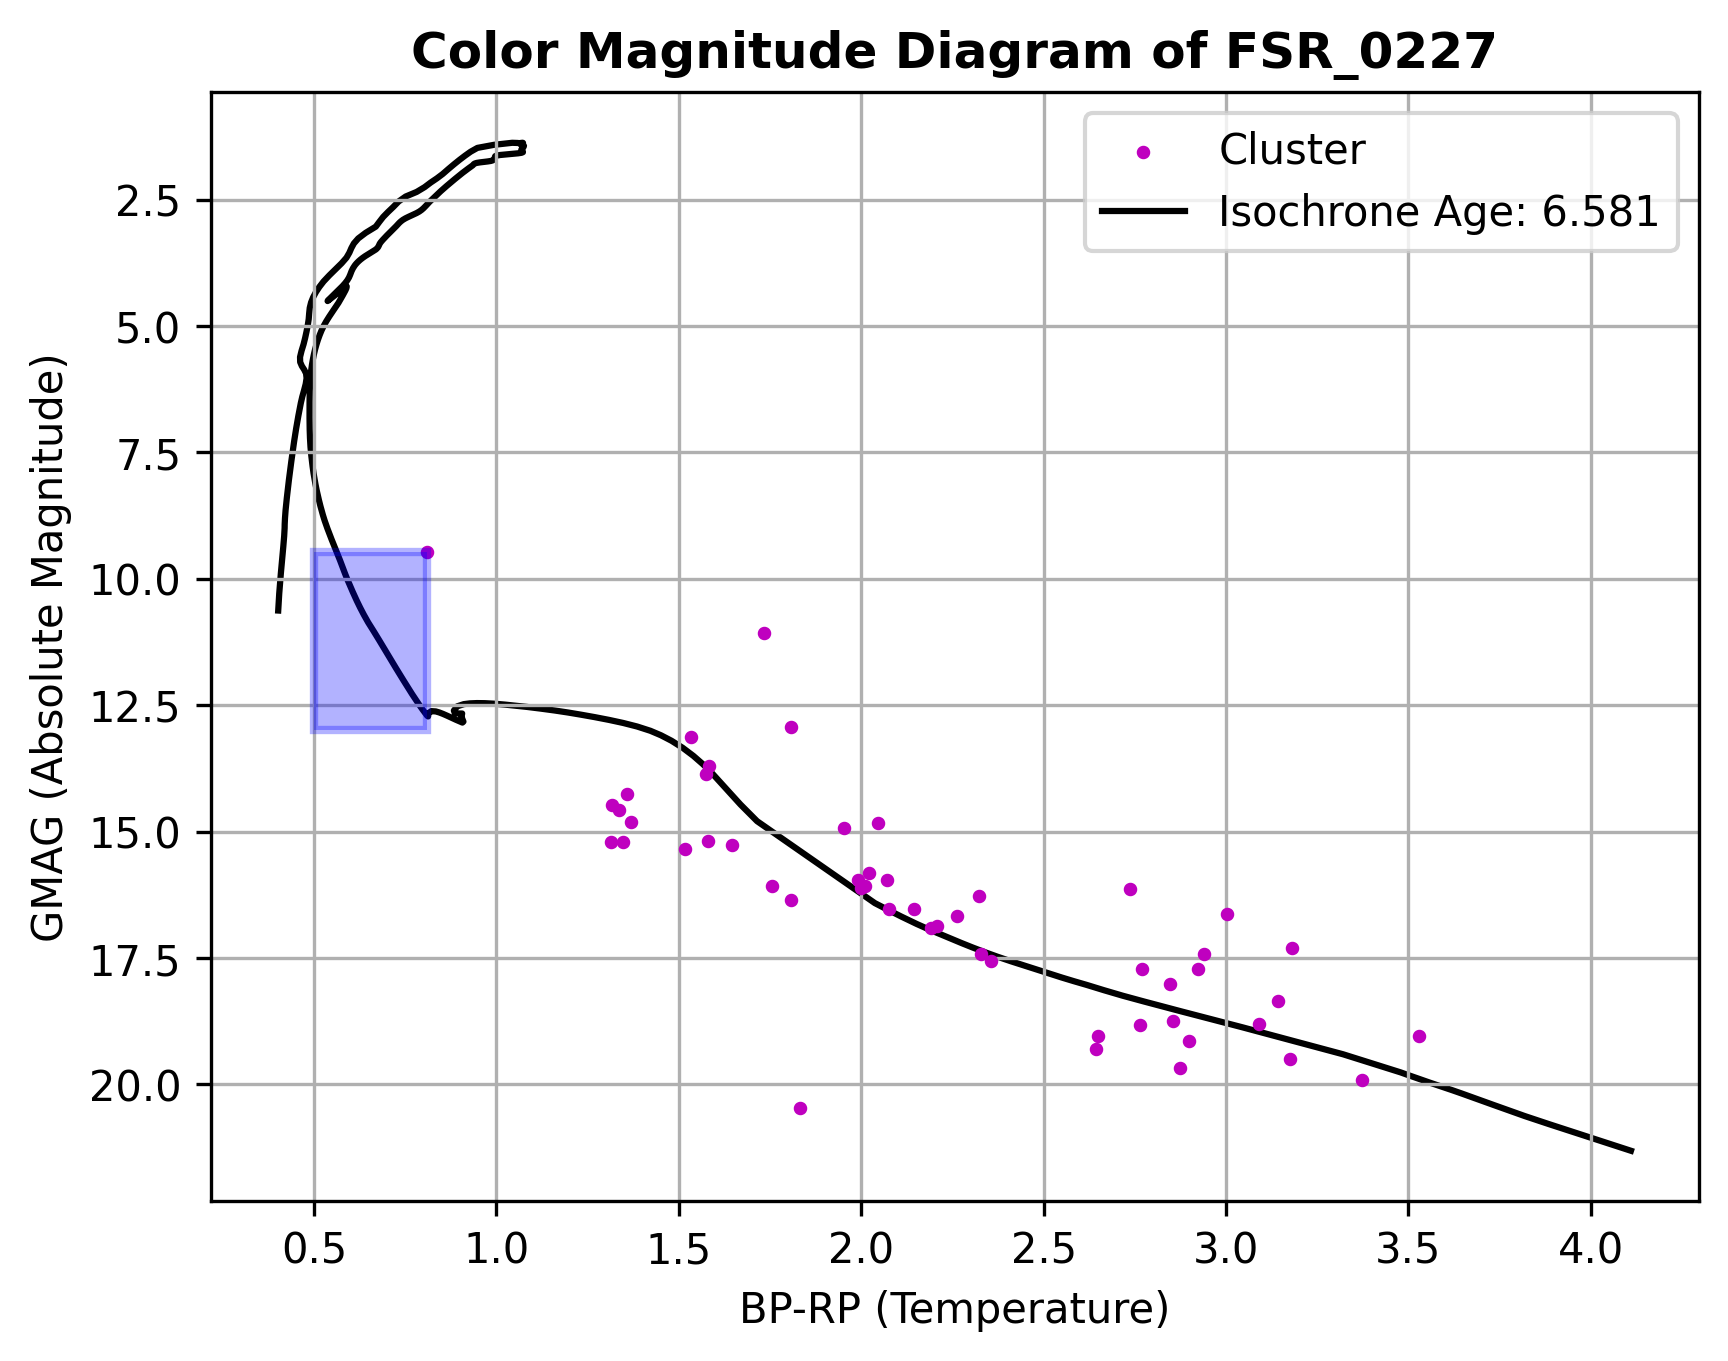 Color Magnitude Diagram of FSR_0227
Cluster
Isochrone Age: 6.581
GMAG (Absolute Magnitude)
2.5
5.0
7.5
10.0
12.5
15.0
17.5
20.0
0.5 1.0 1.5 2.0 2.5 3.0 3.5 4.0
BP-RP (Temperature)